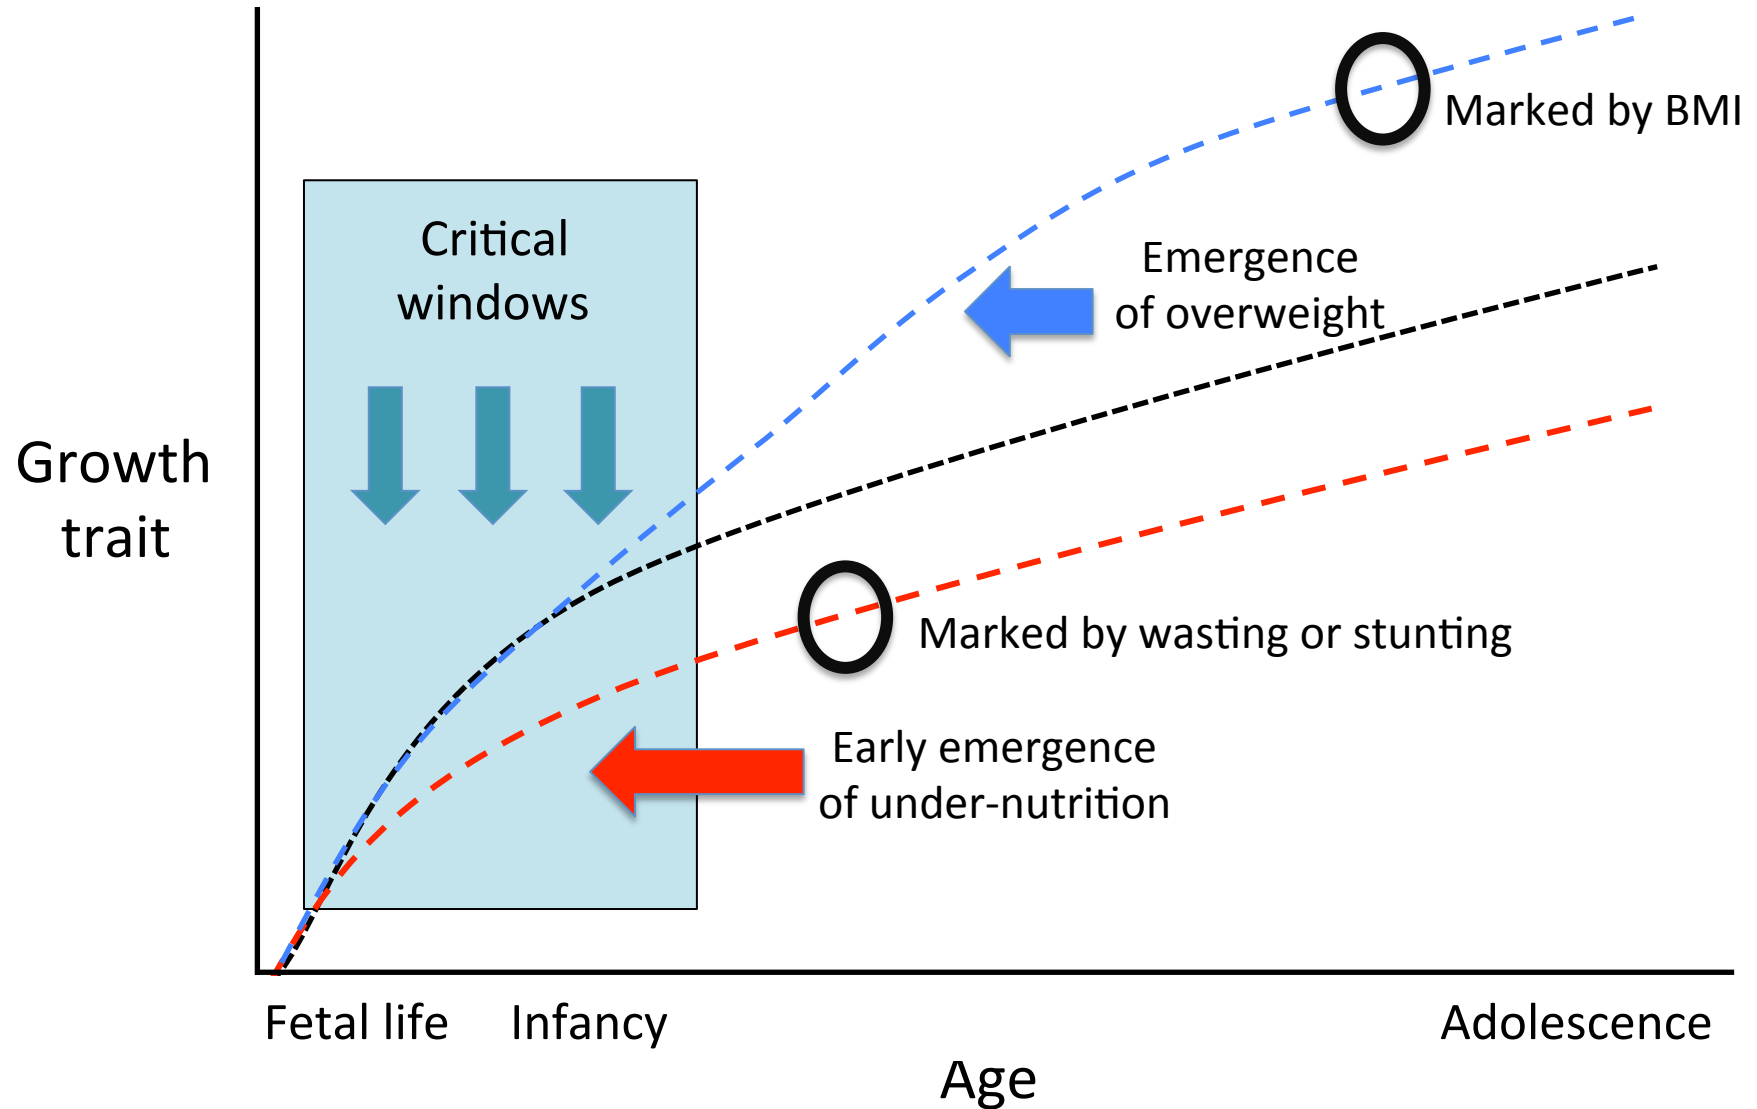 Marked by BMI
Critical
windows
Emergence
of overweight
Growth
trait
Marked by wasting or stunting
Early emergence
of under-nutrition
Fetal life
Infancy
Adolescence
Age